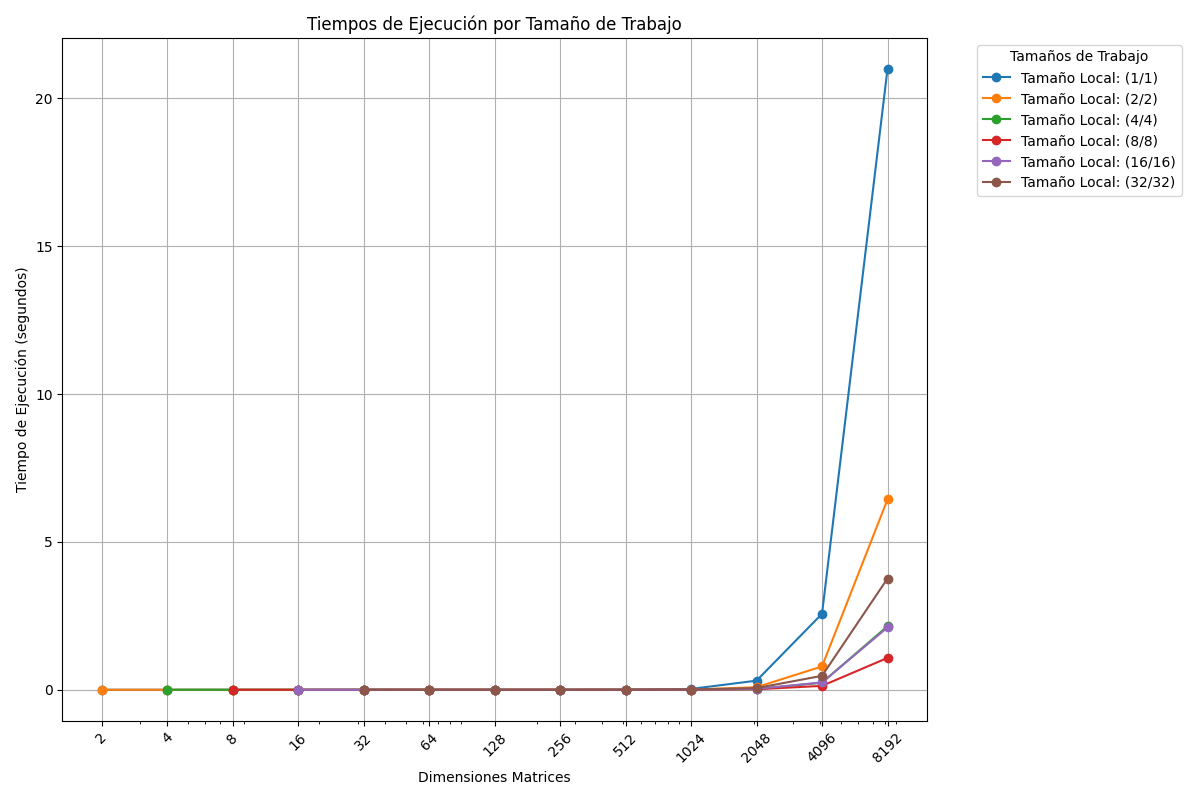 Tiempos de Ejecución por Tamaño de Trabajo
Tiempo de Ejecución (segundos)
20
15
10
5
0
2
4
8
16
32
64
128
256
512
1024
2048
4096
8192
Dimensiones Matrices
Tamaños de Trabajo
Tamaño Local: (1/1)
Tamaño Local: (2/2)
Tamaño Local: (4/4)
Tamaño Local: (8/8)
Tamaño Local: (16/16)
Tamaño Local: (32/32)